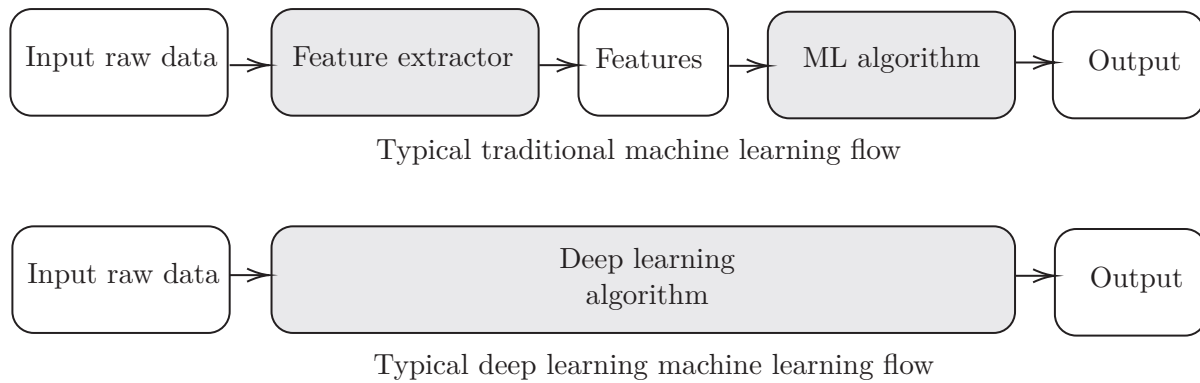 Input raw data
Feature extractor
Features
ML algorithm
Output
Typical traditional machine learning flow
Input raw data
Deep learning
algorithm
Output
Typical deep learning machine learning flow